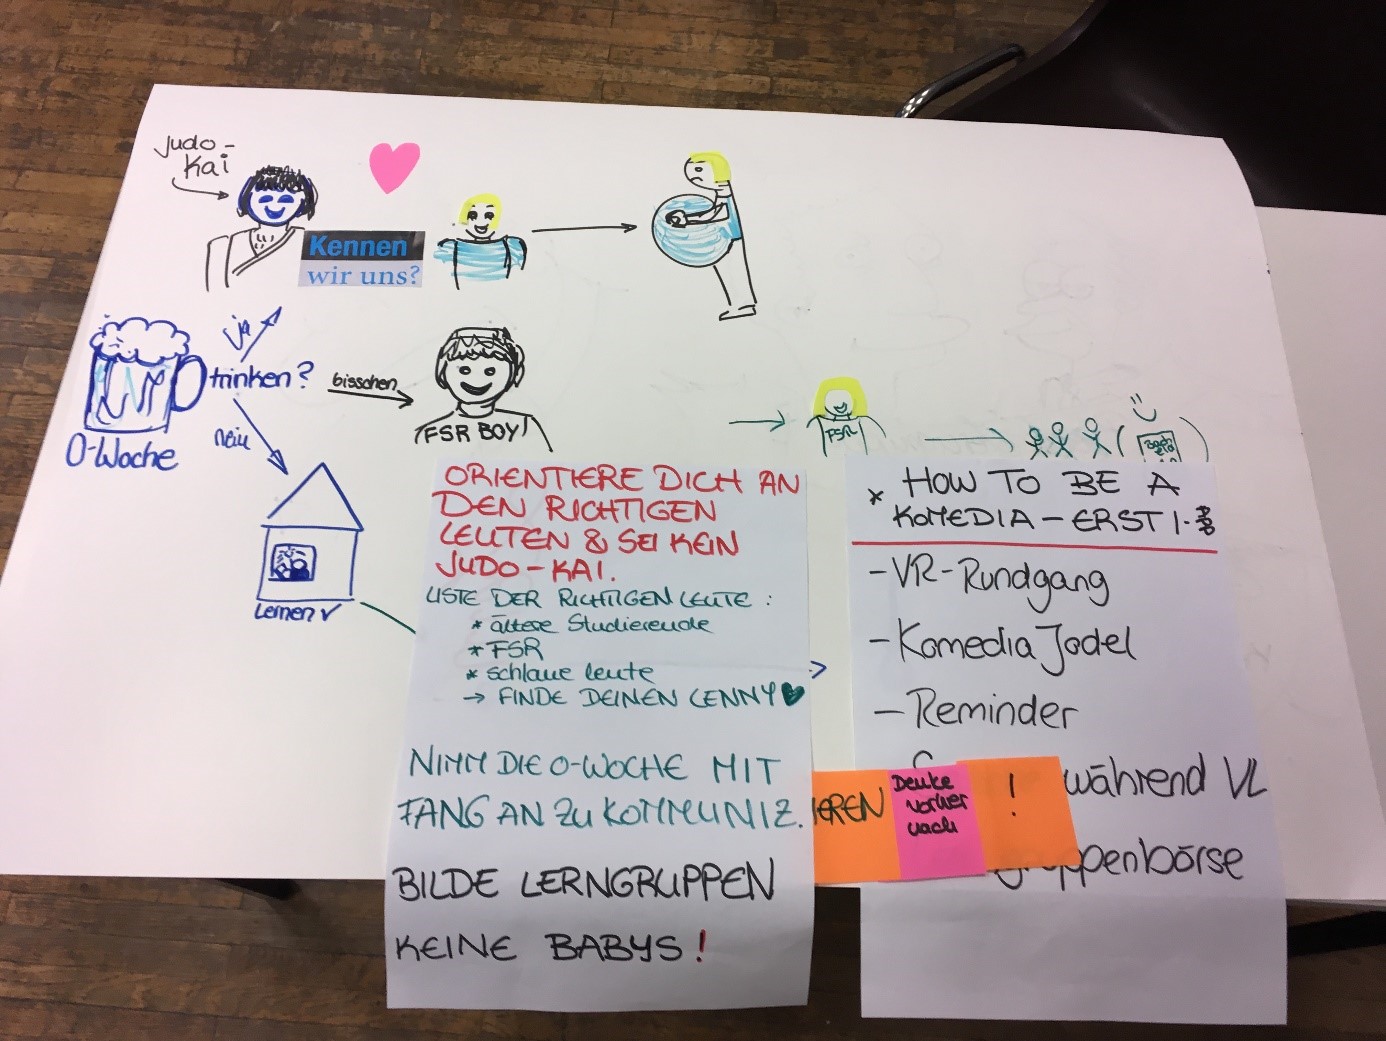 Judo-
Kai
Kennen
wir uns?
ja
trinken?
bisschen
nein
O-Woche
FSR BOY
FSR
Lernen ✓
ORIENTIERE DICH AN
DEN RICHTIGEN
LEUTEN & SEI KEIN
JUDO-KAI.
LISTE DER RICHTIGEN LEUTE :
* ältere Studierende
* FSR
* schlaue Leute
→ FINDE DEINEN LENNY ♥
NIMM DIE O-WOCHE MIT
FANG AN ZU KOMMUNIZ.
IEREN
Denke
vorher
nach
!
BILDE LERNGRUPPEN
KEINE BABYS !
* HOW TO BE A
KOMEDIA - ERSTI.
- VR-Rundgang
- Komedia Jodel
- Reminder
während VL
gruppenbörse